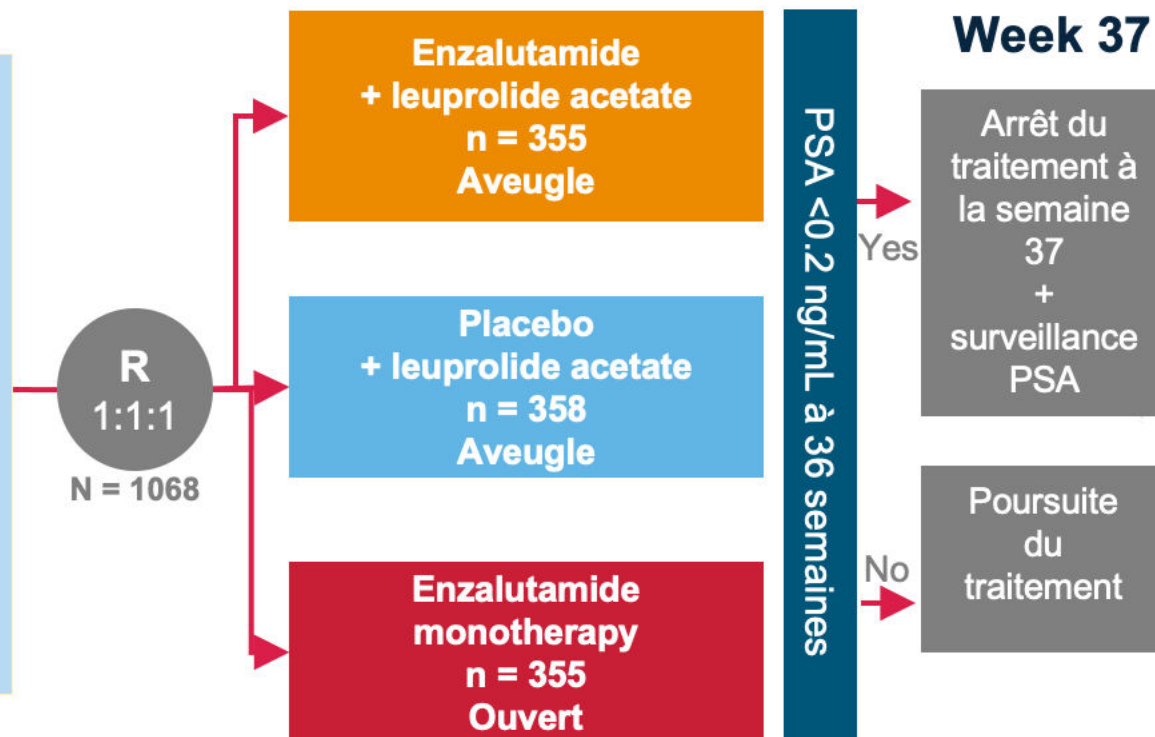 R
1:1:1
N = 1068
Enzalutamide
+ leuprolide acetate
n = 355
Aveugle
Placebo
+ leuprolide acetate
n = 358
Aveugle
Enzalutamide
monotherapy
n = 355
Ouvert
PSA <0.2 ng/mL à 36 semaines
Week 37
Yes
Arrêt du
traitement à
la semaine
37
+
surveillance
PSA
No
Poursuite
du
traitement